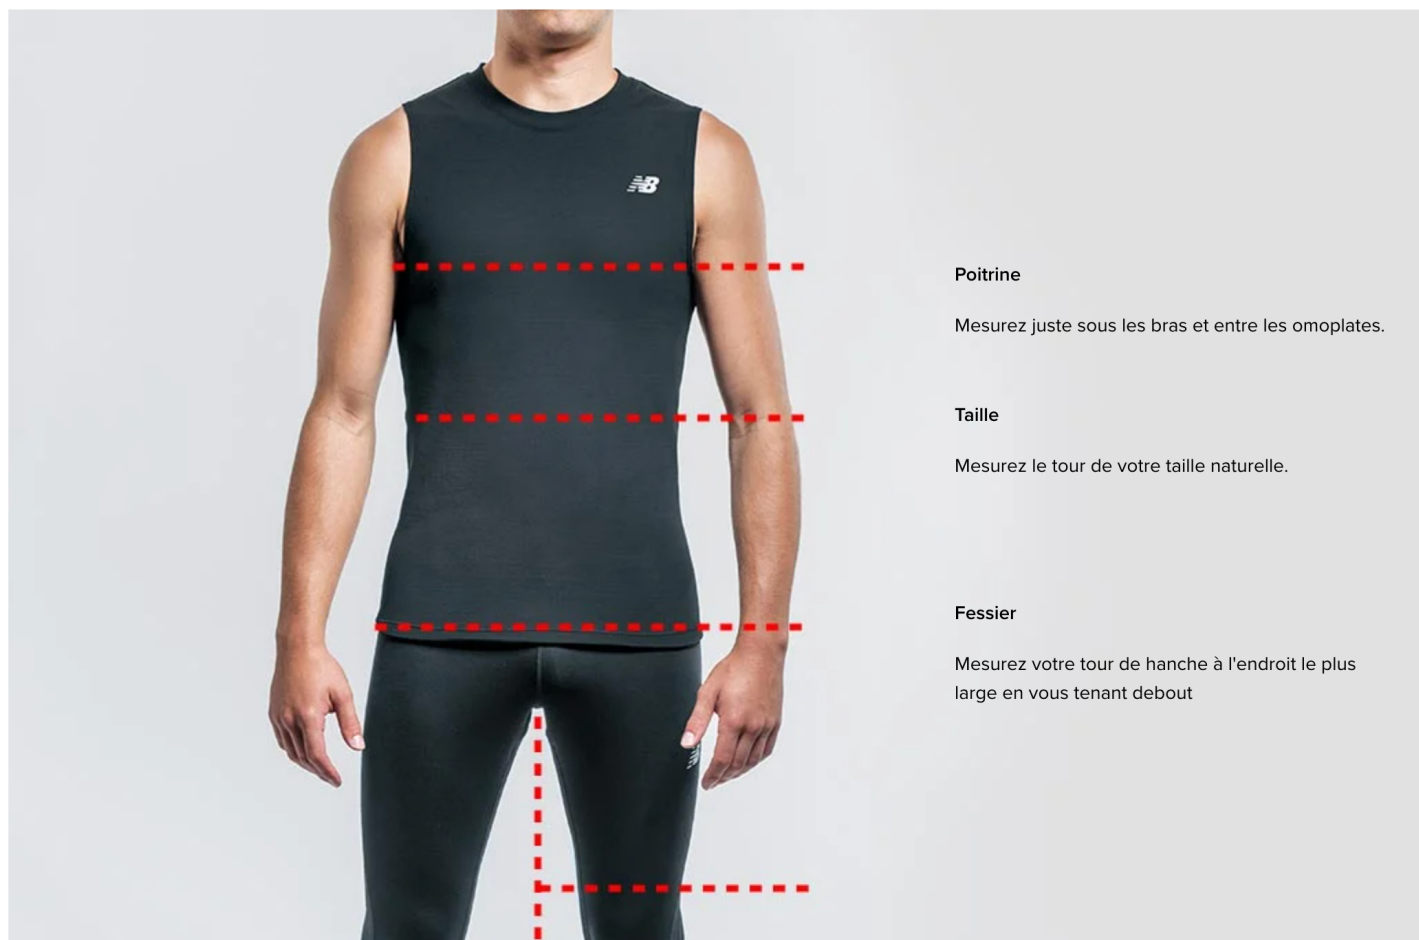 NB
Poitrine
Mesurez juste sous les bras et entre les omoplates.
Taille
Mesurez le tour de votre taille naturelle.
Fessier
Mesurez votre tour de hanche à l'endroit le plus
large en vous tenant debout